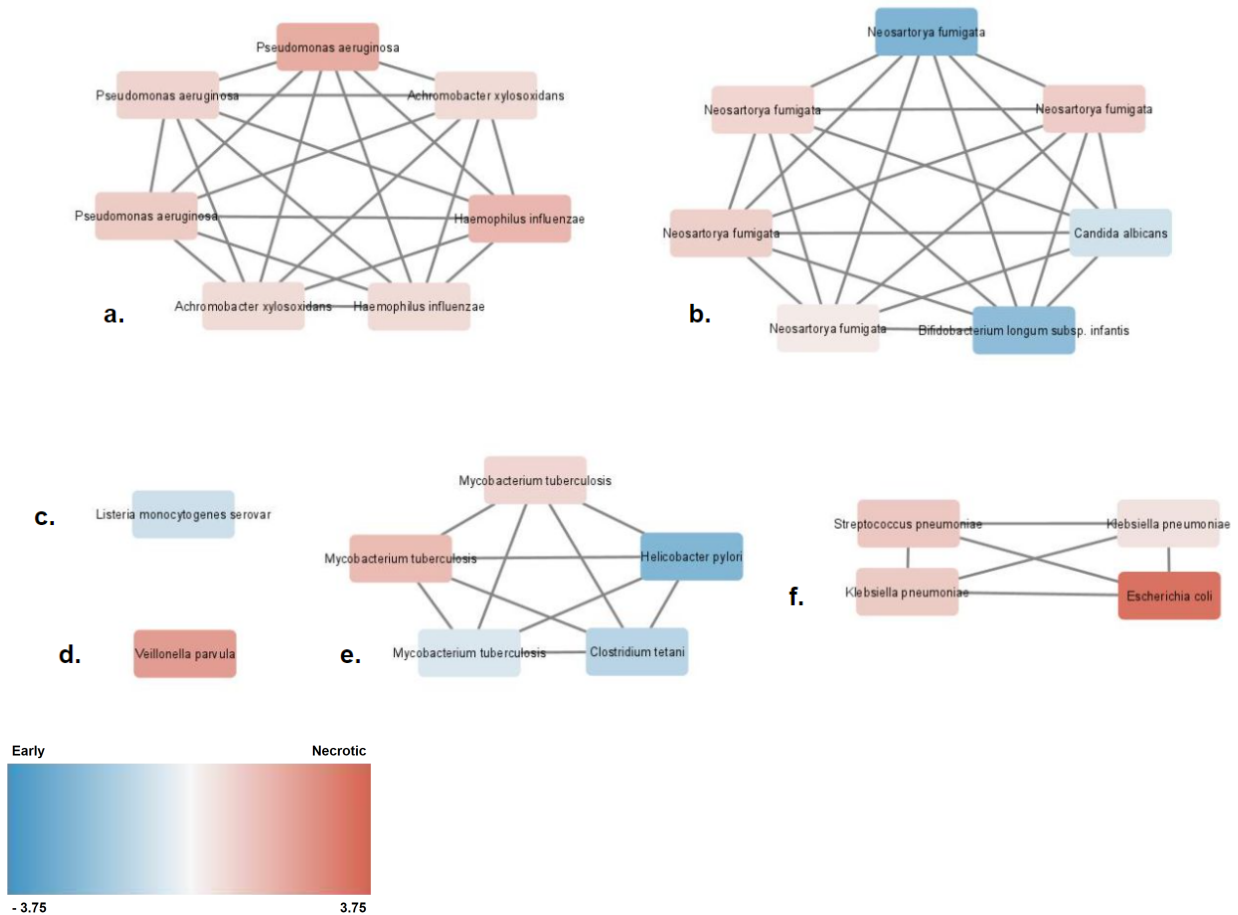 Pseudomonas aeruginosa
Pseudomonas aeruginosa
Achromobacter xylosoxidans
Pseudomonas aeruginosa
Haemophilus influenzae
Achromobacter xylosoxidans
Haemophilus influenzae
a.
Neosartorya fumigata
Neosartorya fumigata
Neosartorya fumigata
Neosartorya fumigata
Candida albicans
Neosartorya fumigata
Bifidobacterium longum subsp. infantis
b.
c.
Listeria monocytogenes serovar
d.
Veillonella parvula
Mycobacterium tuberculosis
Mycobacterium tuberculosis
Helicobacter pylori
Mycobacterium tuberculosis
Clostridium tetani
e.
Streptococcus pneumoniae
Klebsiella pneumoniae
Klebsiella pneumoniae
Escherichia coli
f.
Early
Necrotic
- 3.75
3.75